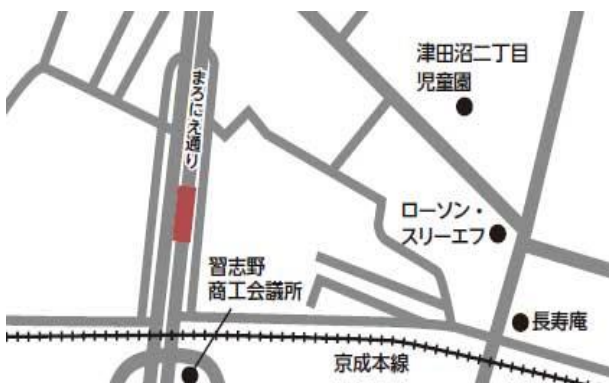 津田沼二丁目
児童園
まろにえ通り
ローソン・
スリーエフ
習志野
商工会議所
長寿庵
京成本線